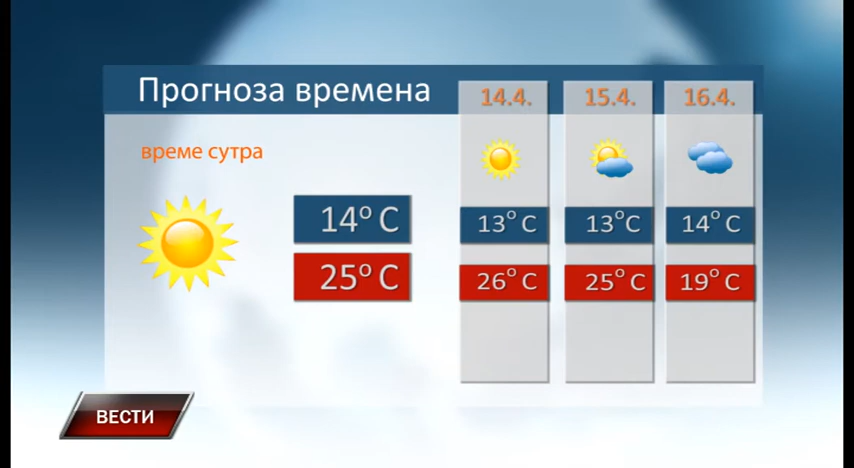 Прогноза времена
време сутра
14° C
25° C
14.4. 15.4. 16.4.
13° C 13°C 14° C
26° C 25° C 19° C
ВЕСТИ